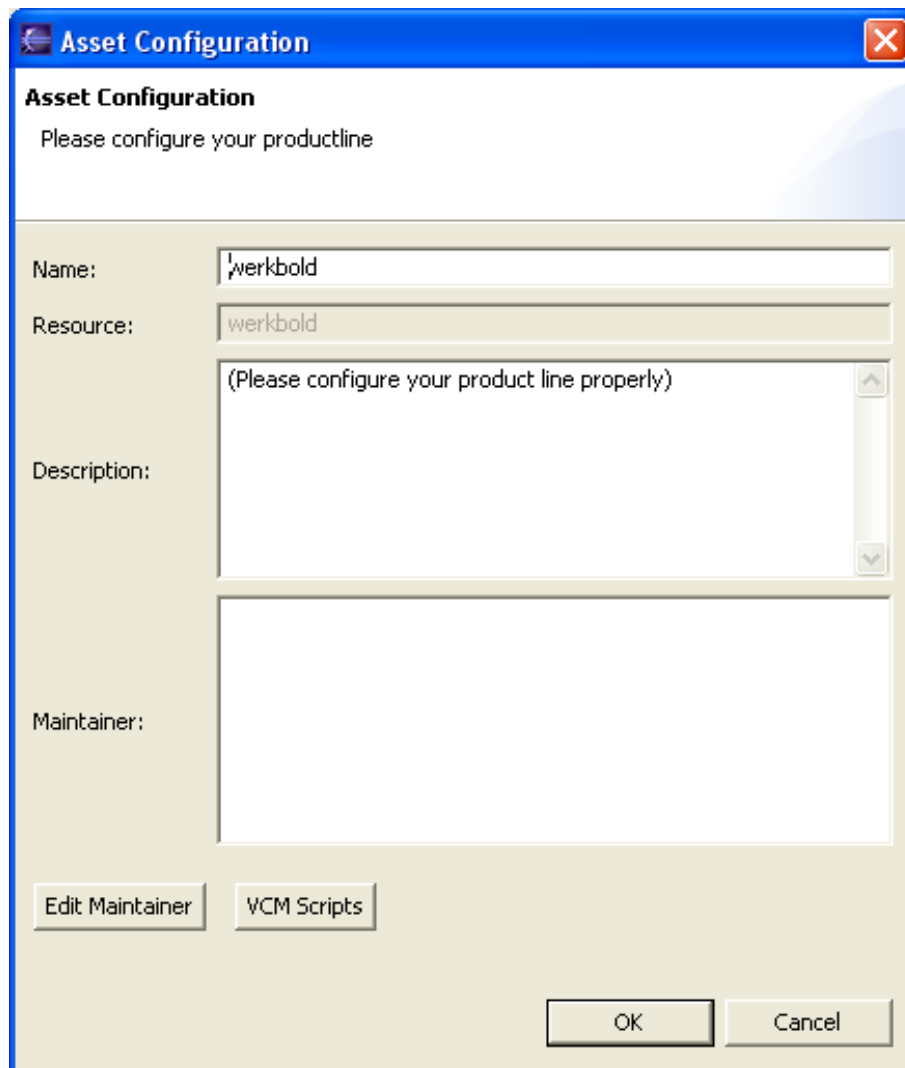 Asset Configuration
Asset Configuration
Please configure your productline
Name:
werkbold
Resource:
werkbold
Description:
(Please configure your product line properly)
Maintainer:
Edit Maintainer
VCM Scripts
OK
Cancel